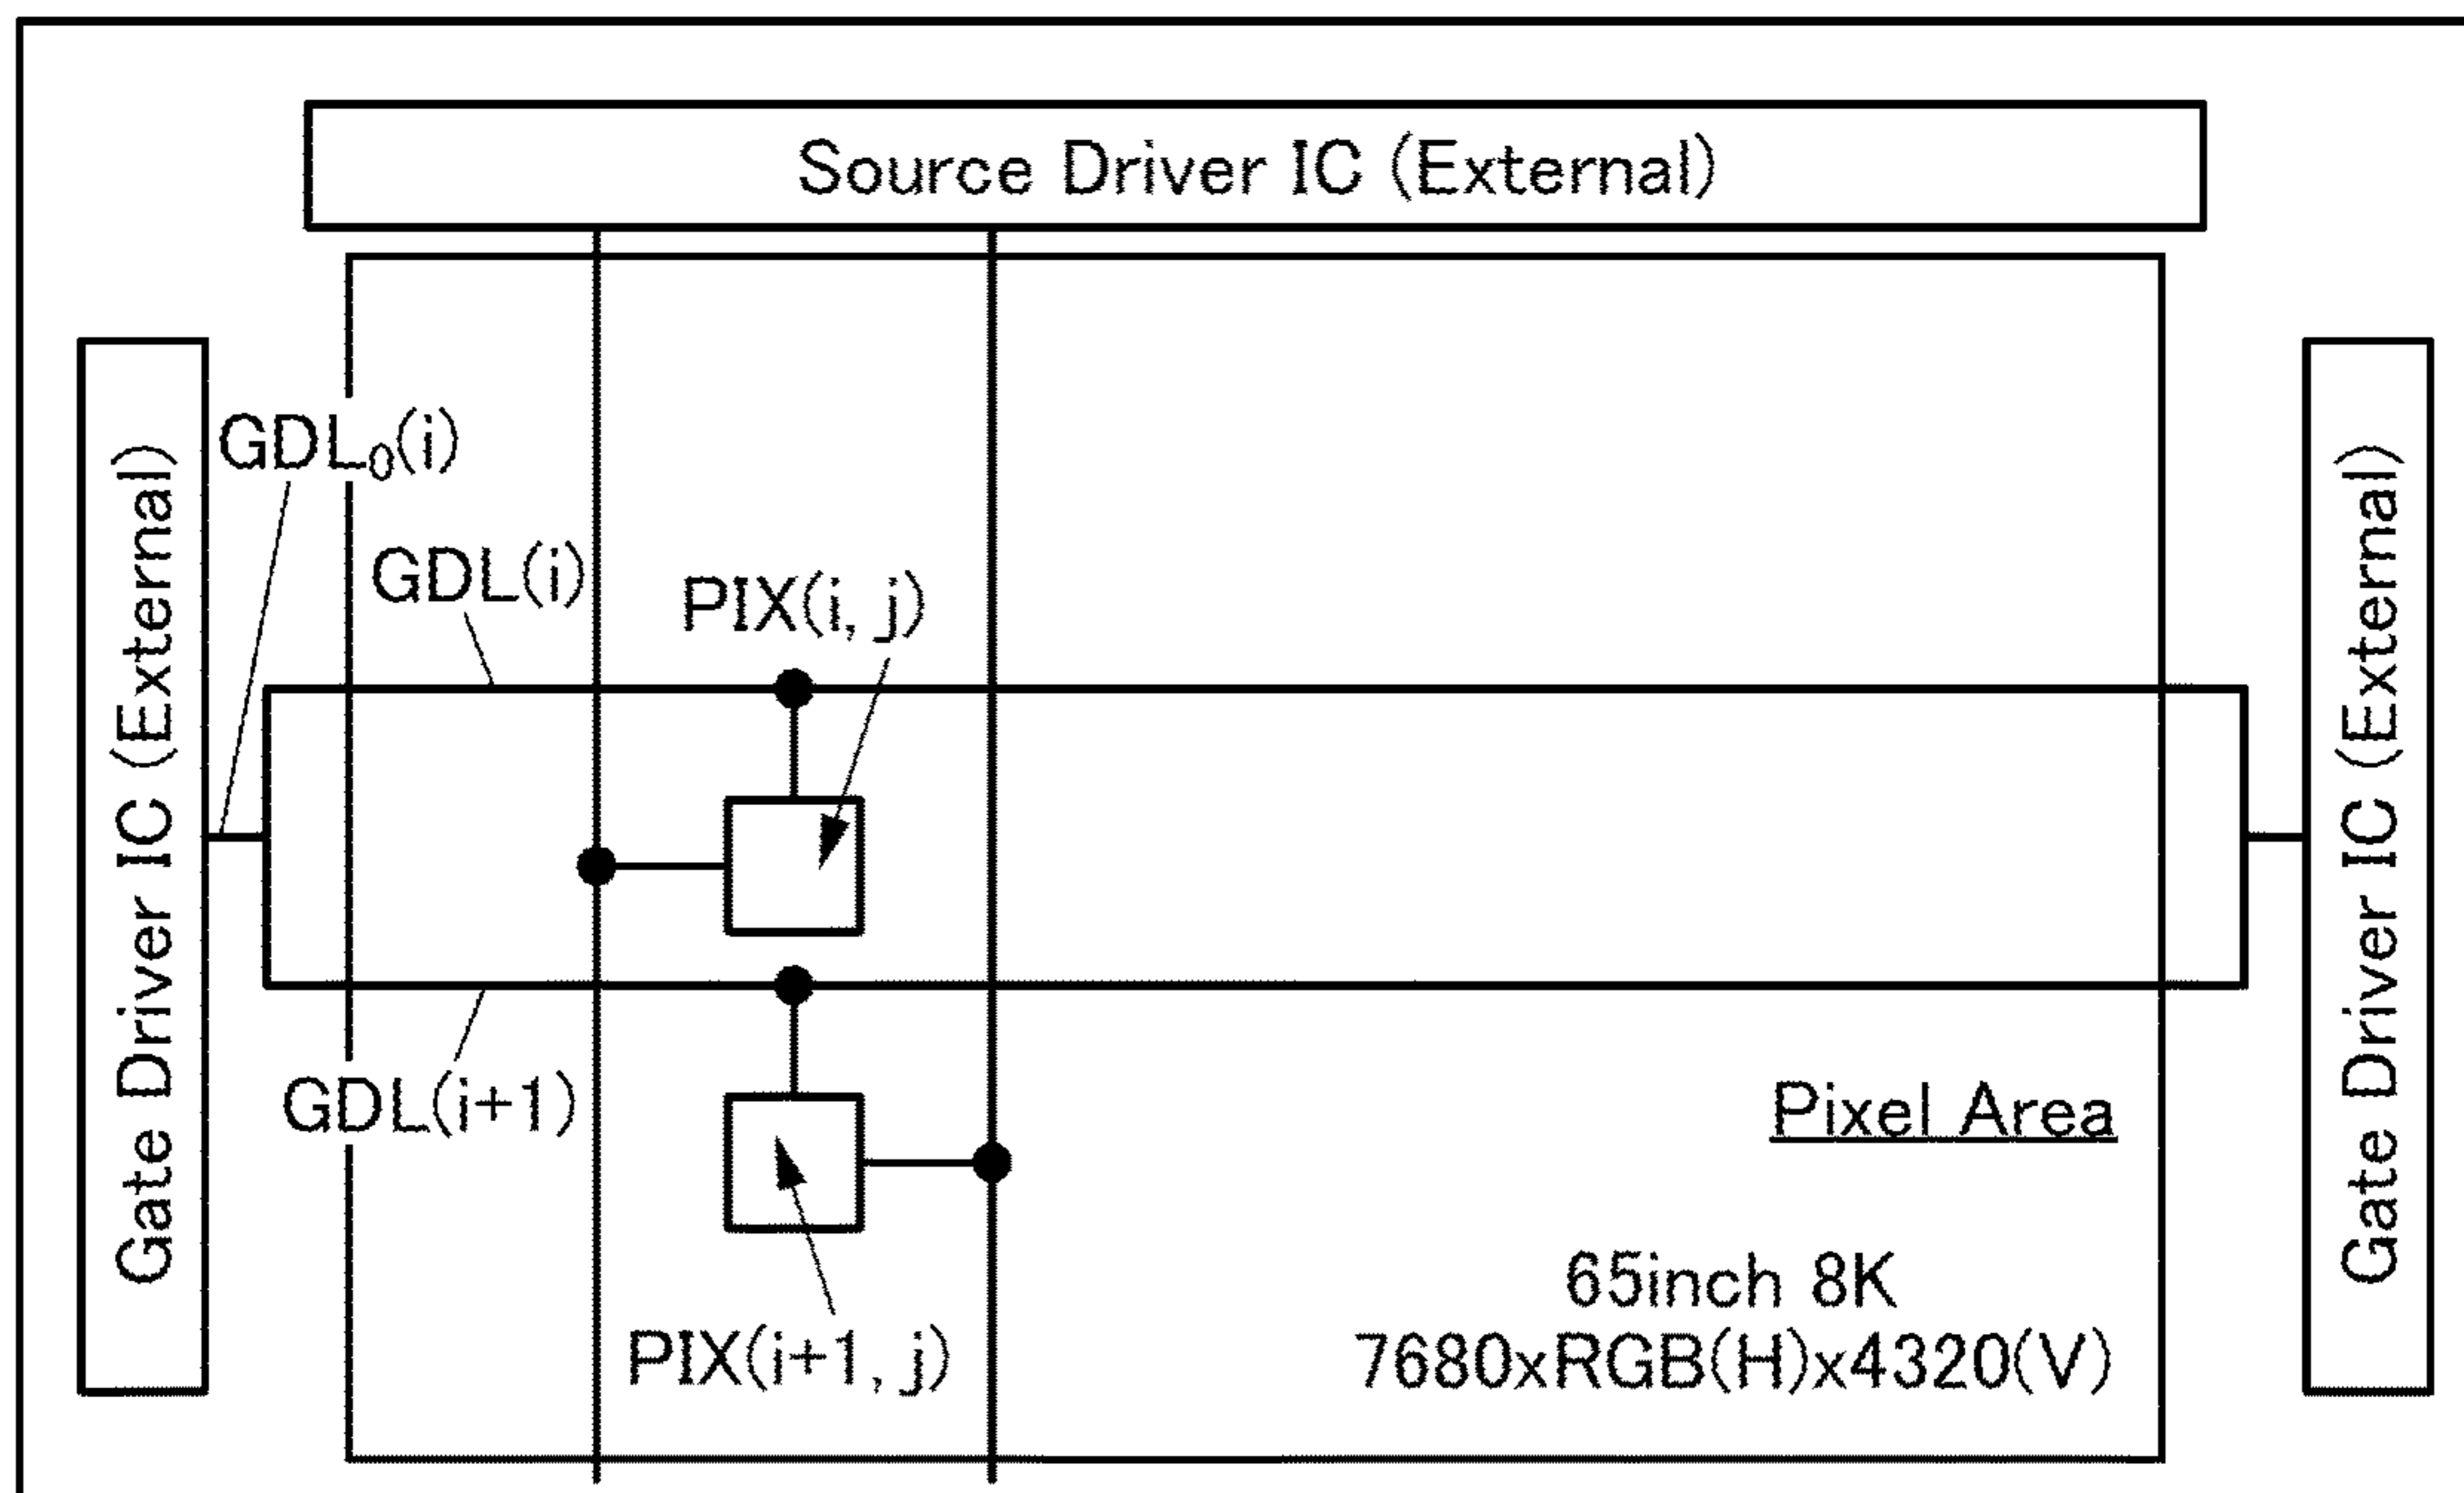 Source Driver IC (External)
Gate Driver IC (External)
GDL₀(i)
GDL(i)
PIX(i, j)
GDL(i+1)
PIX(i+1, j)
Pixel Area
65inch 8K
7680xRGB(H)x4320(V)
Gate Driver IC (External)